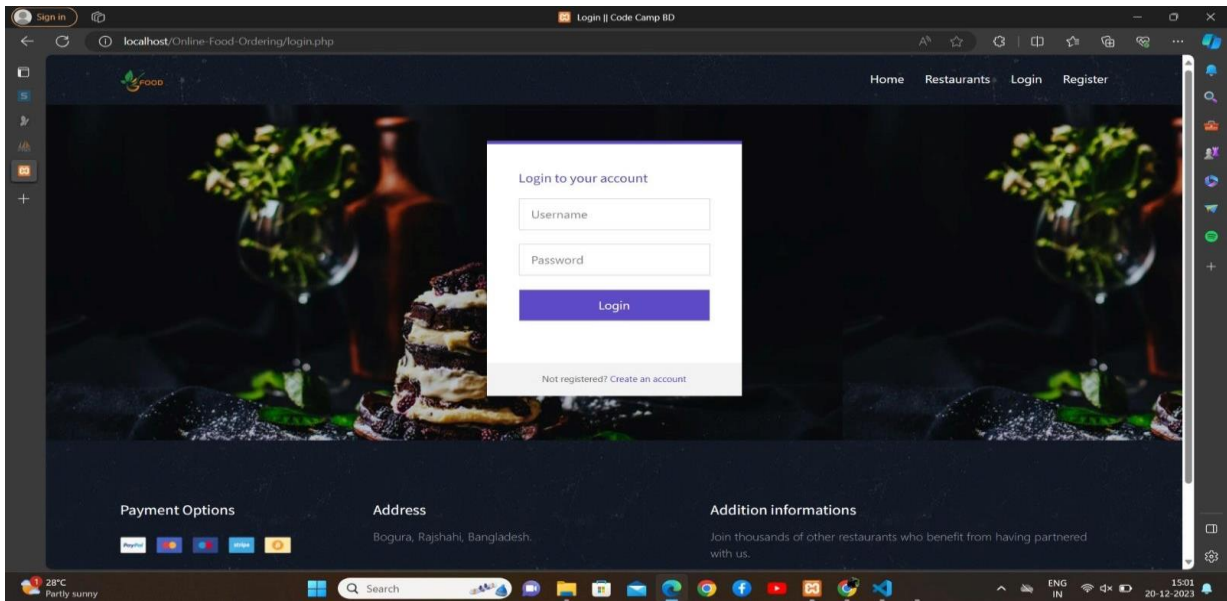 Sign in
Login || Code Camp BD
localhost/Online-Food-Ordering/login.php
FOOD
Home Restaurants Login Register
Login to your account
Username
Password
Login
Not registered? Create an account
Payment Options Address Addition informations
PayPal stripe
Bogura, Rajshahi, Bangladesh.
Join thousands of other restaurants who benefit from having partnered
with us.
1
28°C
Partly sunny
Search
ENG
IN
15:01
20-12-2023